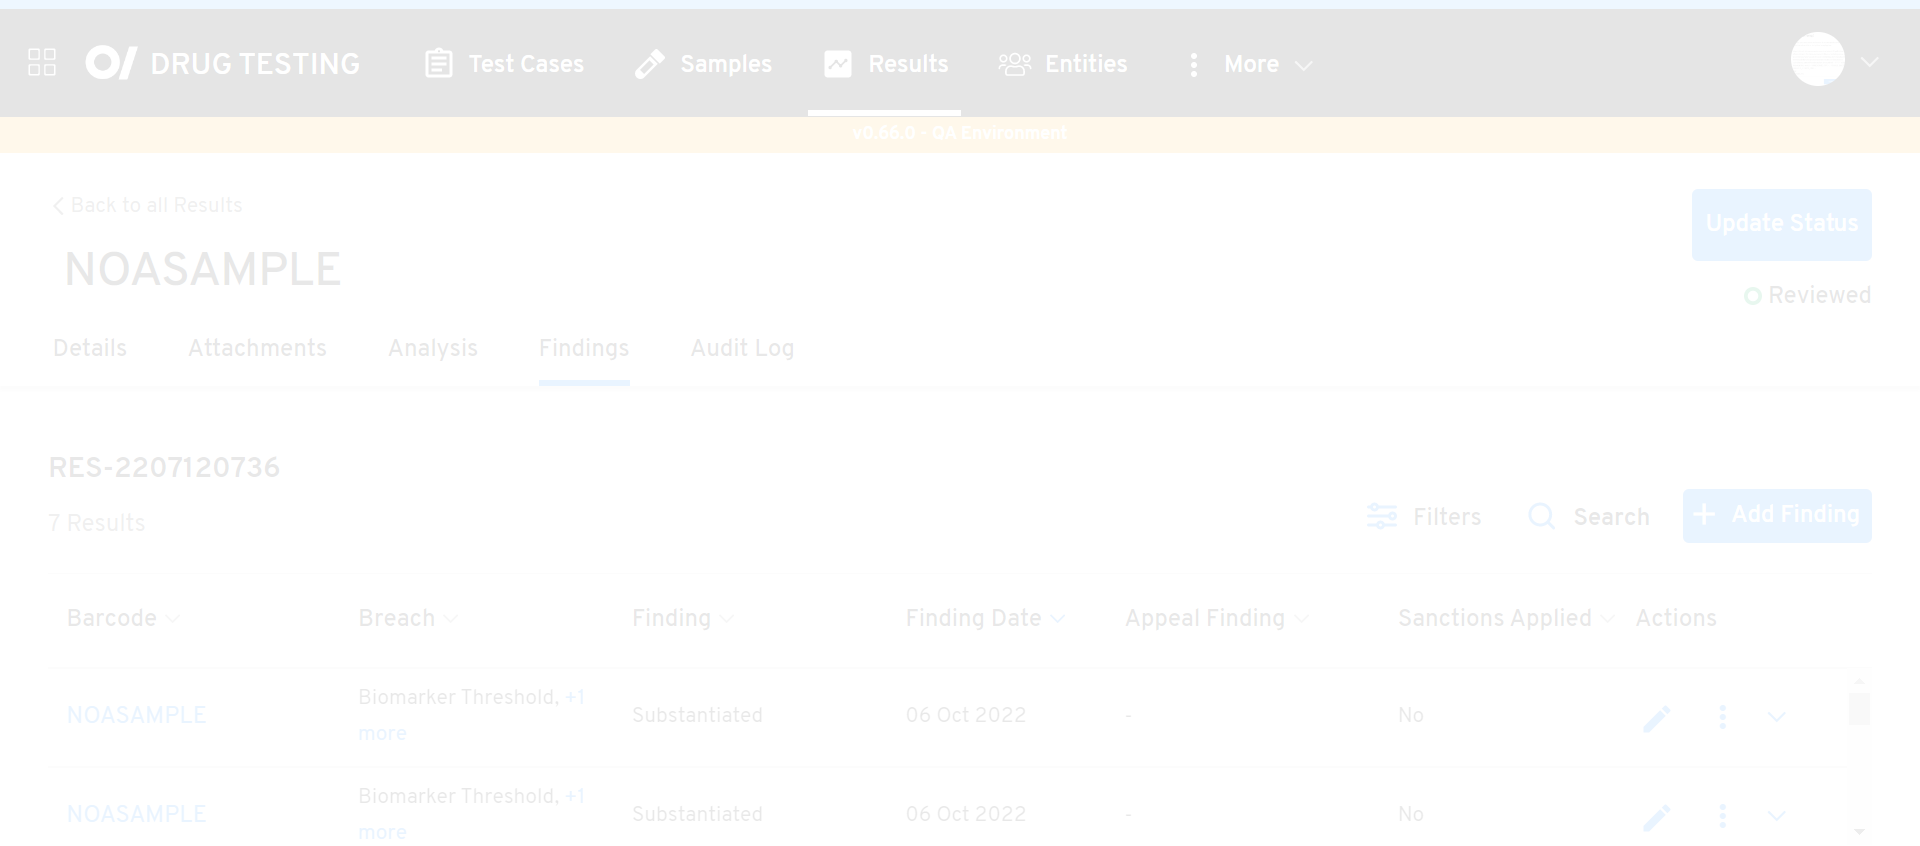 DRUG TESTING Test Cases Samples Results Entities More
v0.66.0 - QA Environment
Back to all Results
Update Status
NOASAMPLE
Reviewed
Details Attachments Analysis Findings Audit Log
RES-2207120736
7 Results
Filters Search + Add Finding
Barcode Breach Finding Finding Date Appeal Finding Sanctions Applied Actions
NOASAMPLE Biomarker Threshold, +1 more Substantiated 06 Oct 2022 - No
NOASAMPLE Biomarker Threshold, +1 more Substantiated 06 Oct 2022 - No